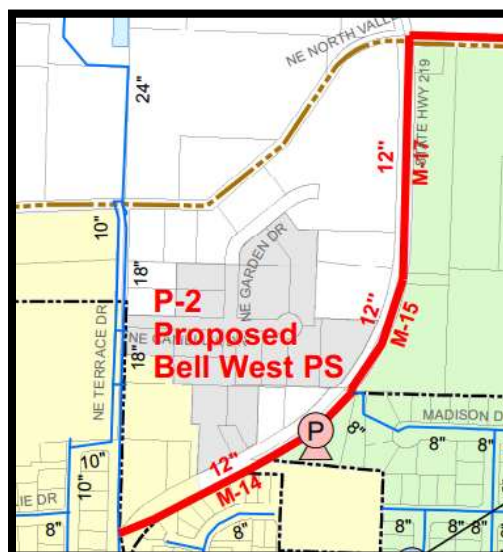 NE NORTH VALL
STATE HWY 219
24"
12"
M-17
10"
18"
NE GARDEN DR
12"
M-15
NE TERRACE DR
18"
P-2
Proposed
Bell West PS
P
8"
MADISON D
8"
8"
12"
M-14
10"
10"
LIE DR
8"
8"
8"
8"
8"